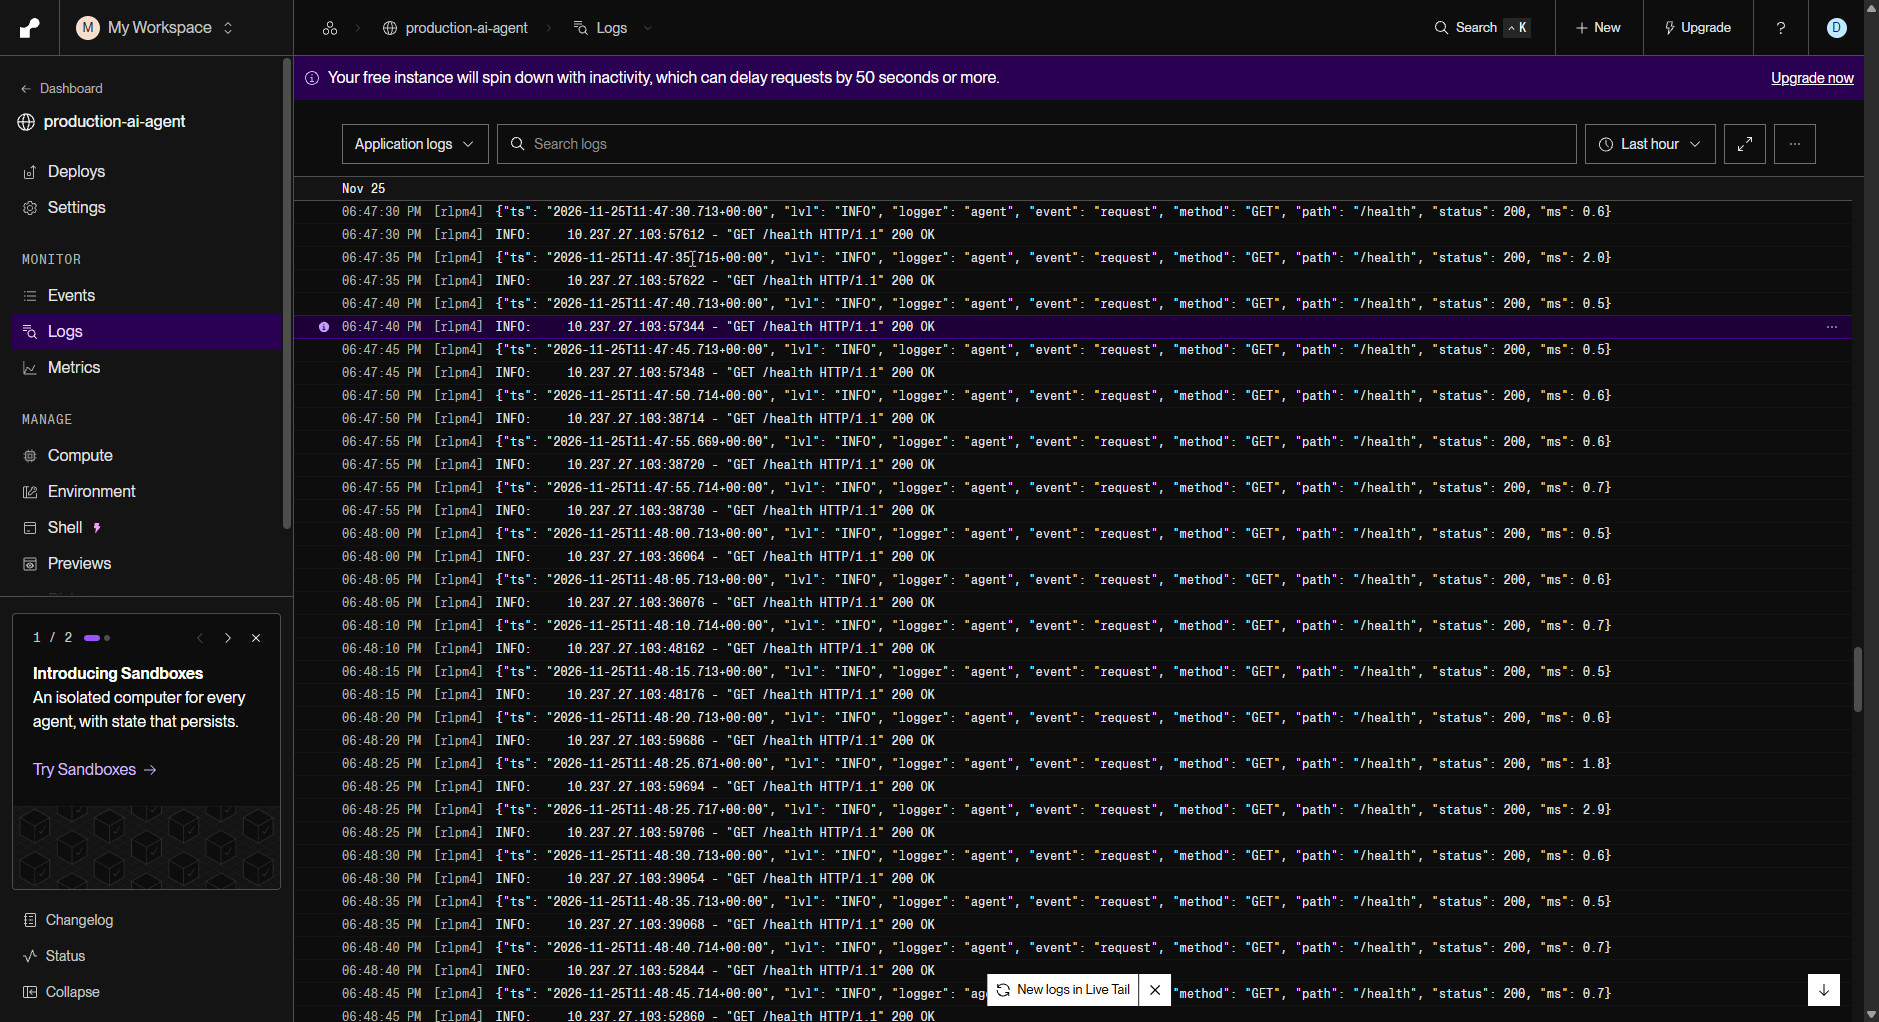 M My Workspace
production-ai-agent
Logs
Search ^ K
+ New
Upgrade
?
D
← Dashboard
production-ai-agent
Deploys
Settings
MONITOR
Events
Logs
Metrics
MANAGE
Compute
Environment
Shell
Previews
1 / 2
Introducing Sandboxes
An isolated computer for every
agent, with state that persists.
Try Sandboxes →
Changelog
Status
Collapse
Your free instance will spin down with inactivity, which can delay requests by 50 seconds or more.
Upgrade now
Application logs
Search logs
Last hour
...
Nov 25
06:47:30 PM [rlpm4] {"ts": "2026-11-25T11:47:30.713+00:00", "lvl": "INFO", "logger": "agent", "event": "request", "method": "GET", "path": "/health", "status": 200, "ms": 0.6}
06:47:30 PM [rlpm4] INFO: 10.237.27.103:57612 - "GET /health HTTP/1.1" 200 OK
06:47:35 PM [rlpm4] {"ts": "2026-11-25T11:47:35.715+00:00", "lvl": "INFO", "logger": "agent", "event": "request", "method": "GET", "path": "/health", "status": 200, "ms": 2.0}
06:47:35 PM [rlpm4] INFO: 10.237.27.103:57622 - "GET /health HTTP/1.1" 200 OK
06:47:40 PM [rlpm4] {"ts": "2026-11-25T11:47:40.713+00:00", "lvl": "INFO", "logger": "agent", "event": "request", "method": "GET", "path": "/health", "status": 200, "ms": 0.5}
06:47:40 PM [rlpm4] INFO: 10.237.27.103:57344 - "GET /health HTTP/1.1" 200 OK ...
06:47:45 PM [rlpm4] {"ts": "2026-11-25T11:47:45.713+00:00", "lvl": "INFO", "logger": "agent", "event": "request", "method": "GET", "path": "/health", "status": 200, "ms": 0.5}
06:47:45 PM [rlpm4] INFO: 10.237.27.103:57348 - "GET /health HTTP/1.1" 200 OK
06:47:50 PM [rlpm4] {"ts": "2026-11-25T11:47:50.714+00:00", "lvl": "INFO", "logger": "agent", "event": "request", "method": "GET", "path": "/health", "status": 200, "ms": 0.6}
06:47:50 PM [rlpm4] INFO: 10.237.27.103:38714 - "GET /health HTTP/1.1" 200 OK
06:47:55 PM [rlpm4] {"ts": "2026-11-25T11:47:55.669+00:00", "lvl": "INFO", "logger": "agent", "event": "request", "method": "GET", "path": "/health", "status": 200, "ms": 0.6}
06:47:55 PM [rlpm4] INFO: 10.237.27.103:38720 - "GET /health HTTP/1.1" 200 OK
06:47:55 PM [rlpm4] {"ts": "2026-11-25T11:47:55.714+00:00", "lvl": "INFO", "logger": "agent", "event": "request", "method": "GET", "path": "/health", "status": 200, "ms": 0.7}
06:47:55 PM [rlpm4] INFO: 10.237.27.103:38730 - "GET /health HTTP/1.1" 200 OK
06:48:00 PM [rlpm4] {"ts": "2026-11-25T11:48:00.713+00:00", "lvl": "INFO", "logger": "agent", "event": "request", "method": "GET", "path": "/health", "status": 200, "ms": 0.5}
06:48:00 PM [rlpm4] INFO: 10.237.27.103:36064 - "GET /health HTTP/1.1" 200 OK
06:48:05 PM [rlpm4] {"ts": "2026-11-25T11:48:05.713+00:00", "lvl": "INFO", "logger": "agent", "event": "request", "method": "GET", "path": "/health", "status": 200, "ms": 0.6}
06:48:05 PM [rlpm4] INFO: 10.237.27.103:36076 - "GET /health HTTP/1.1" 200 OK
06:48:10 PM [rlpm4] {"ts": "2026-11-25T11:48:10.714+00:00", "lvl": "INFO", "logger": "agent", "event": "request", "method": "GET", "path": "/health", "status": 200, "ms": 0.7}
06:48:10 PM [rlpm4] INFO: 10.237.27.103:48162 - "GET /health HTTP/1.1" 200 OK
06:48:15 PM [rlpm4] {"ts": "2026-11-25T11:48:15.713+00:00", "lvl": "INFO", "logger": "agent", "event": "request", "method": "GET", "path": "/health", "status": 200, "ms": 0.5}
06:48:15 PM [rlpm4] INFO: 10.237.27.103:48176 - "GET /health HTTP/1.1" 200 OK
06:48:20 PM [rlpm4] {"ts": "2026-11-25T11:48:20.713+00:00", "lvl": "INFO", "logger": "agent", "event": "request", "method": "GET", "path": "/health", "status": 200, "ms": 0.6}
06:48:20 PM [rlpm4] INFO: 10.237.27.103:59686 - "GET /health HTTP/1.1" 200 OK
06:48:25 PM [rlpm4] {"ts": "2026-11-25T11:48:25.671+00:00", "lvl": "INFO", "logger": "agent", "event": "request", "method": "GET", "path": "/health", "status": 200, "ms": 1.8}
06:48:25 PM [rlpm4] INFO: 10.237.27.103:59694 - "GET /health HTTP/1.1" 200 OK
06:48:25 PM [rlpm4] {"ts": "2026-11-25T11:48:25.717+00:00", "lvl": "INFO", "logger": "agent", "event": "request", "method": "GET", "path": "/health", "status": 200, "ms": 2.9}
06:48:25 PM [rlpm4] INFO: 10.237.27.103:59706 - "GET /health HTTP/1.1" 200 OK
06:48:30 PM [rlpm4] {"ts": "2026-11-25T11:48:30.713+00:00", "lvl": "INFO", "logger": "agent", "event": "request", "method": "GET", "path": "/health", "status": 200, "ms": 0.6}
06:48:30 PM [rlpm4] INFO: 10.237.27.103:39054 - "GET /health HTTP/1.1" 200 OK
06:48:35 PM [rlpm4] {"ts": "2026-11-25T11:48:35.713+00:00", "lvl": "INFO", "logger": "agent", "event": "request", "method": "GET", "path": "/health", "status": 200, "ms": 0.5}
06:48:35 PM [rlpm4] INFO: 10.237.27.103:39068 - "GET /health HTTP/1.1" 200 OK
06:48:40 PM [rlpm4] {"ts": "2026-11-25T11:48:40.714+00:00", "lvl": "INFO", "logger": "agent", "event": "request", "method": "GET", "path": "/health", "status": 200, "ms": 0.7}
06:48:40 PM [rlpm4] INFO: 10.237.27.103:52844 - "GET /health HTTP/1.1" 200 OK
06:48:45 PM [rlpm4] {"ts": "2026-11-25T11:48:45.714+00:00", "lvl": "INFO", "logger": "ag "method": "GET", "path": "/health", "status": 200, "ms": 0.7}
New logs in Live Tail
06:48:45 PM [rlpm4] INFO: 10.237.27.103:52860 - "GET /health HTTP/1.1" 200 OK